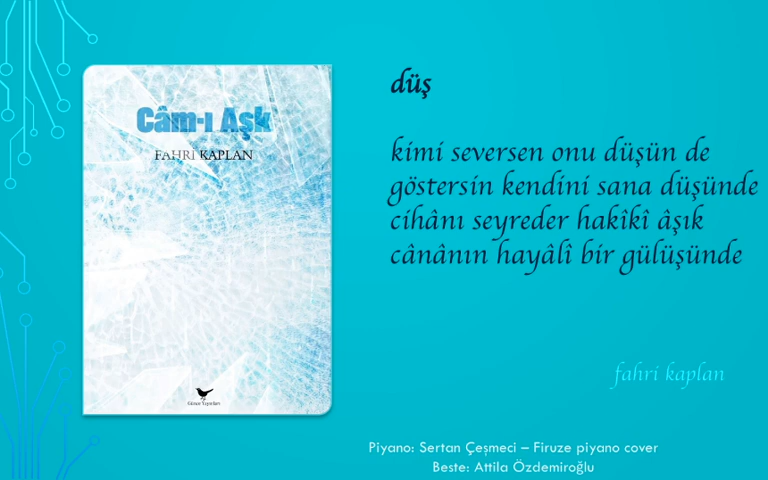 Câm-ı Aşk
FAHRİ KAPLAN
düş
kimi seversen onu düşün de
göstersin kendini sana düşünde
cihânı seyreder hakîkî âşık
cânânın hayâlî bir gülüşünde
fahri kaplan
Piyano: Sertan Çeşmeci – Firuze piyano cover
Beste: Attila Özdemiroğlu